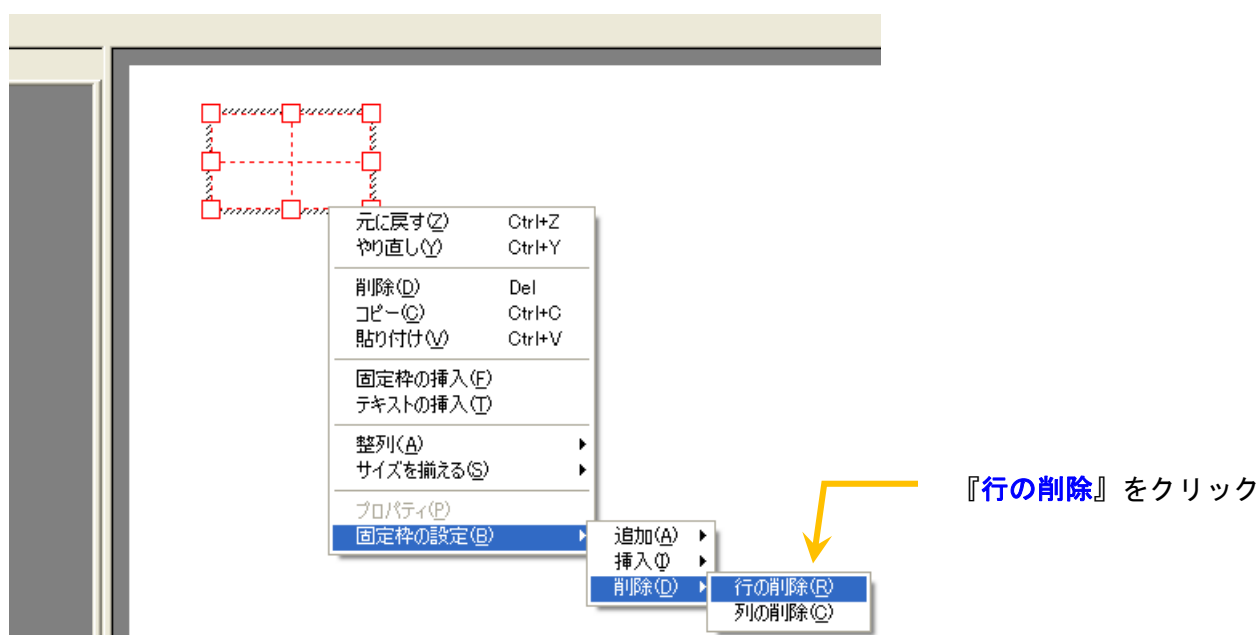 元に戻す(Z) Ctrl+Z
やり直し(Y) Ctrl+Y
削除(D) Del
コピー(C) Ctrl+C
貼り付け(V) Ctrl+V
固定枠の挿入(F)
テキストの挿入(T)
整列(A)
サイズを揃える(S)
プロパティ(P)
固定枠の設定(B)
追加(A)
挿入(I)
削除(D)
行の削除(R)
列の削除(C)
『行の削除』をクリック